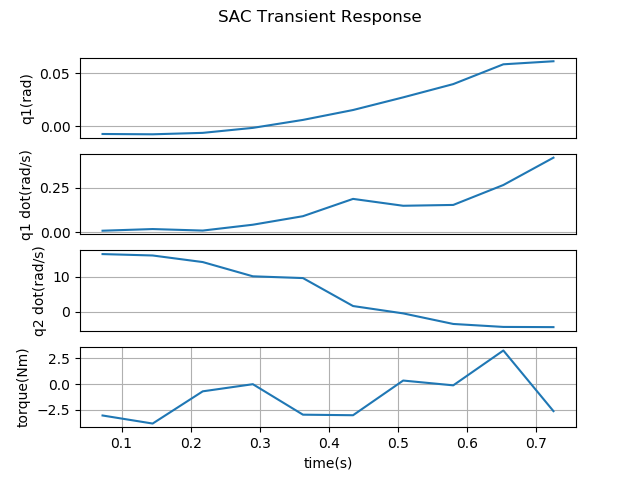 SAC Transient Response
q1(rad)
0.05
0.00
q1 dot(rad/s)
0.25
0.00
q2 dot(rad/s)
10
0
torque(Nm)
2.5
0.0
−2.5
0.1 0.2 0.3 0.4 0.5 0.6 0.7
time(s)